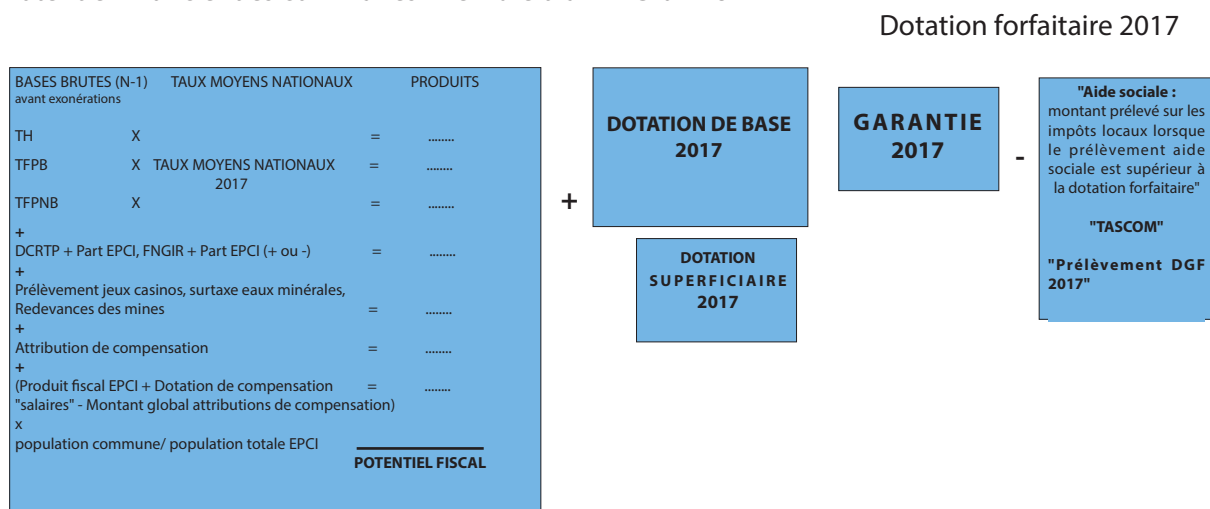 Dotation forfaitaire 2017
BASES BRUTES (N-1) TAUX MOYENS NATIONAUX PRODUITS
avant exonérations
TH X = ........
TFPB X TAUX MOYENS NATIONAUX = ........
2017
TFPNB X = ........
+
DCRTP + Part EPCI, FNGIR + Part EPCI (+ ou -) = ........
+
Prélèvement jeux casinos, surtaxe eaux minérales,
Redevances des mines = ........
+
Attribution de compensation = ........
+
(Produit fiscal EPCI + Dotation de compensation = ........
"salaires" - Montant global attributions de compensation)
x
population commune/ population totale EPCI
POTENTIEL FISCAL
+
DOTATION DE BASE
2017
DOTATION
SUPERFICIAIRE
2017
GARANTIE
2017
-
"Aide sociale :
montant prélevé sur les
impôts locaux lorsque
le prélèvement aide
sociale est supérieur à
la dotation forfaitaire"
"TASCOM"
"Prélèvement DGF
2017"